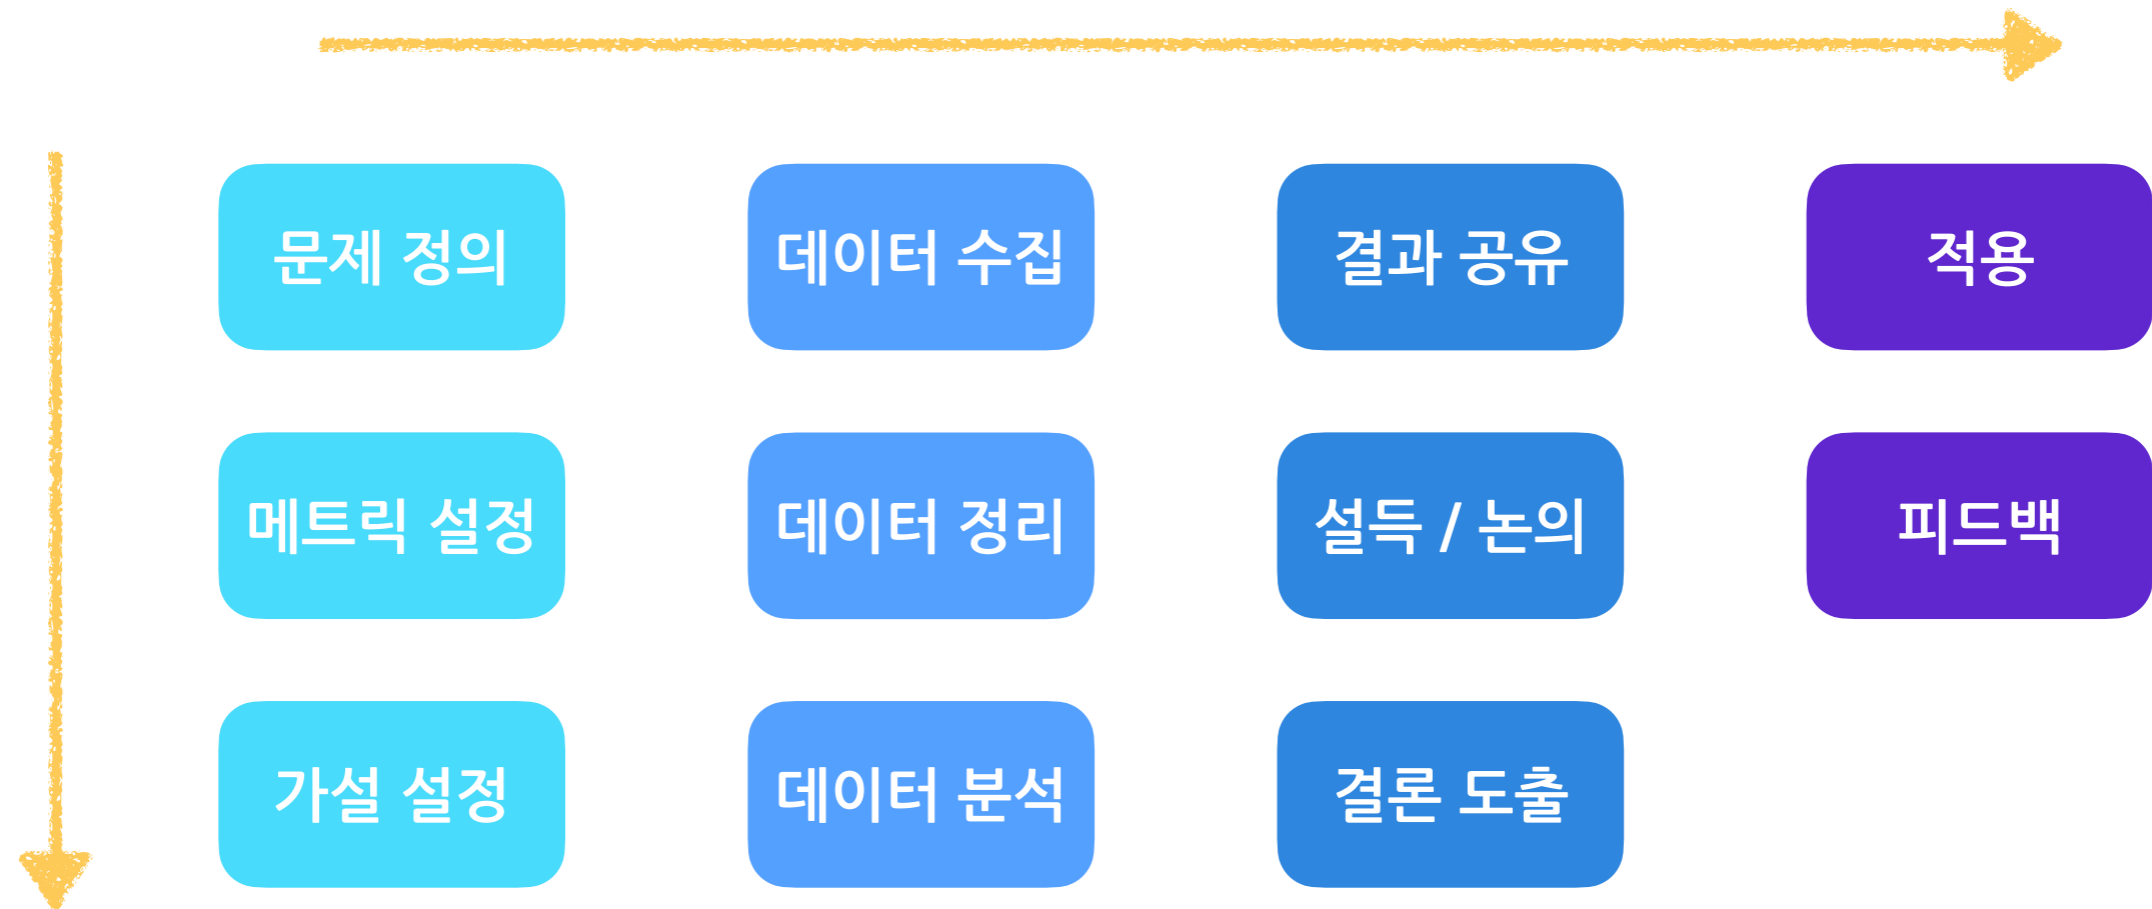 문제 정의
데이터 수집
결과 공유
적용
메트릭 설정
데이터 정리
설득 / 논의
피드백
가설 설정
데이터 분석
결론 도출